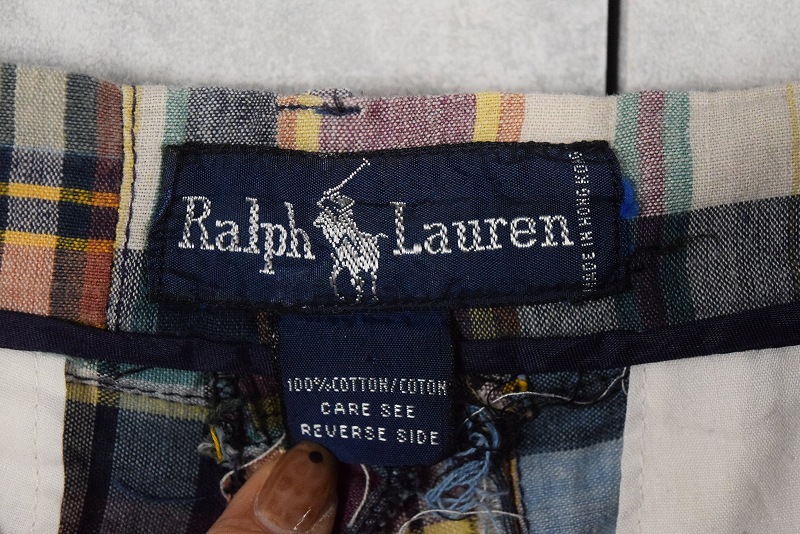 Ralph Lauren
MADE IN HONG KONG
100% COTTON/COTON
CARE SEE
REVERSE SIDE